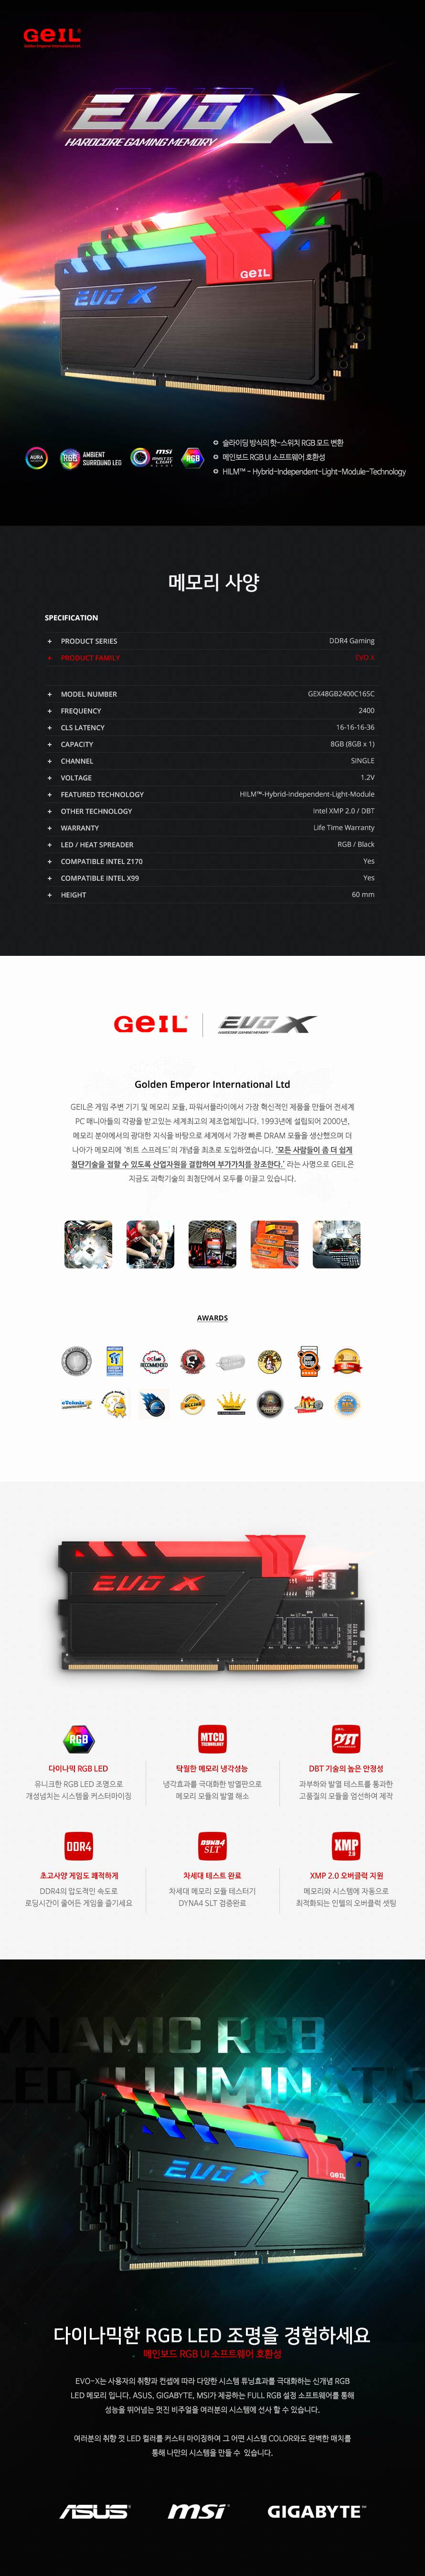 GeIL
Golden Emperor International Ltd.
EVO X
HARDCORE GAMING MEMORY
GeIL
EVO X
AURA
RGB AMBIENT
SURROUND LED
msi
MYSTIC
LIGHT
RGB
슬라이딩 방식의 핫-스위치 RGB 모드 변환
메인보드 RGB UI 소프트웨어 호환성
HILM™ - Hybrid-Independent-Light-Module-Technology
메모리 사양
SPECIFICATION
+ PRODUCT SERIES DDR4 Gaming
+ PRODUCT FAMILY EVO X
+ MODEL NUMBER GEX48GB2400C16SC
+ FREQUENCY 2400
+ CLS LATENCY 16-16-16-36
+ CAPACITY 8GB (8GB x 1)
+ CHANNEL SINGLE
+ VOLTAGE 1.2V
+ FEATURED TECHNOLOGY HILM™-Hybrid-Independent-Light-Module
+ OTHER TECHNOLOGY Intel XMP 2.0 / DBT
+ WARRANTY Life Time Warranty
+ LED / HEAT SPREADER RGB / Black
+ COMPATIBLE INTEL Z170 Yes
+ COMPATIBLE INTEL X99 Yes
+ HEIGHT 60 mm
GeIL EVO X
HARDCORE GAMING MEMORY
Golden Emperor International Ltd
GEIL은 게임 주변 기기 및 메모리 모듈, 파워서플라이에서 가장 혁신적인 제품을 만들어 전세계
PC 매니아들의 각광을 받고있는 세계최고의 제조업체입니다. 1993년에 설립되어 2000년,
메모리 분야에서의 광대한 지식을 바탕으로 세계에서 가장 빠른 DRAM 모듈을 생산했으며 더
나아가 메모리에 '히트 스프레드'의 개념을 최초로 도입하였습니다. '모든 사람들이 좀 더 쉽게
첨단기술을 접할 수 있도록 산업자원을 결합하여 부가가치를 창조한다.' 라는 사명으로 GEIL은
지금도 과학기술의 최첨단에서 모두를 이끌고 있습니다.
AWARDS
RECOMMENDED
EVO X
RGB
MTCD
TECHNOLOGY
GEIL
DBT
다이나믹 RGB LED
유니크한 RGB LED 조명으로
개성넘치는 시스템을 커스터마이징
탁월한 메모리 냉각성능
냉각효과를 극대화한 방열판으로
메모리 모듈의 발열 해소
DBT 기술의 높은 안정성
과부하와 발열 테스트를 통과한
고품질의 모듈을 엄선하여 제작
DDR4
DYNA4
SLT
XMP
2.0
초고사양 게임도 쾌적하게
DDR4의 압도적인 속도로
로딩시간이 줄어든 게임을 즐기세요
차세대 테스트 완료
차세대 메모리 모듈 테스터기
DYNA4 SLT 검증완료
XMP 2.0 오버클럭 지원
메모리와 시스템에 자동으로
최적화되는 인텔의 오버클럭 셋팅
YNAMIC RGB
LED ILLUMINATIO
EVO X
GeIL
다이나믹한 RGB LED 조명을 경험하세요
메인보드 RGB UI 소프트웨어 호환성
EVO-X는 사용자의 취향과 컨셉에 따라 다양한 시스템 튜닝효과를 극대화하는 신개념 RGB
LED 메모리 입니다. ASUS, GIGABYTE, MSI가 제공하는 FULL RGB 설정 소프트웨어를 통해
성능을 뛰어넘는 멋진 비주얼을 여러분의 시스템에 선사 할 수 있습니다.
여러분의 취향 껏 LED 컬러를 커스터 마이징하여 그 어떤 시스템 COLOR와도 완벽한 매치를
통해 나만의 시스템을 만들 수 있습니다.
ASUS
msi
GIGABYTE™